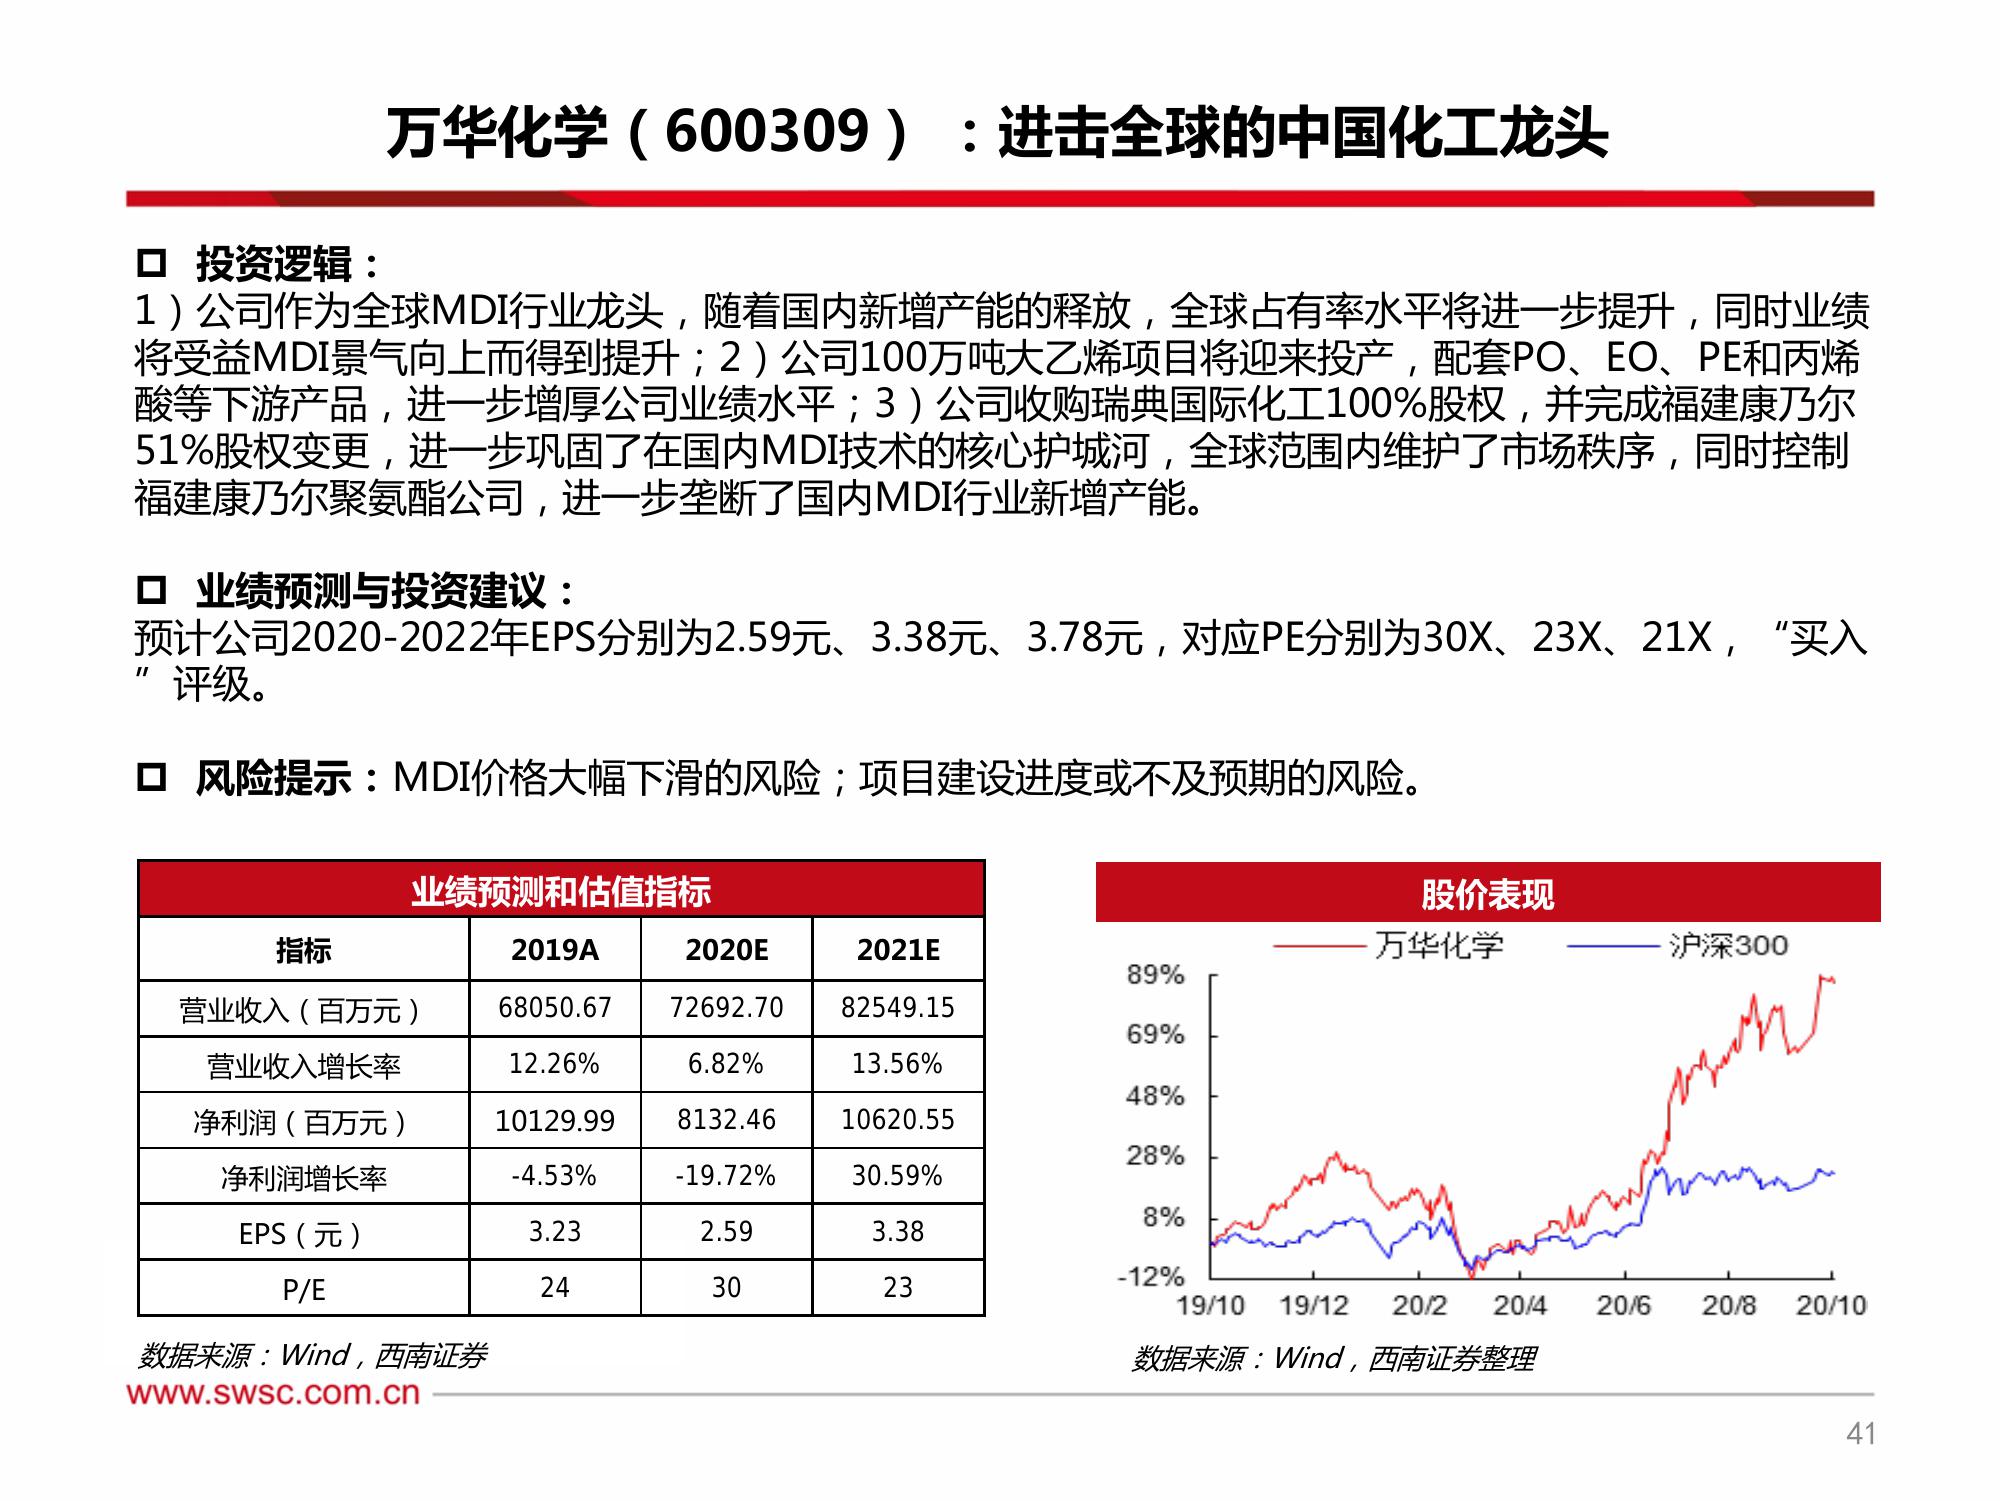 万华化学（600309）：进击全球的中国化工龙头
投资逻辑：
1）公司作为全球MDI行业龙头，随着国内新增产能的释放，全球占有率水平将进一步提升，同时业绩
将受益MDI景气向上而得到提升；2）公司100万吨大乙烯项目将迎来投产，配套PO、EO、PE和丙烯
酸等下游产品，进一步增厚公司业绩水平；3）公司收购瑞典国际化工100%股权，并完成福建康乃尔
51%股权变更，进一步巩固了在国内MDI技术的核心护城河，全球范围内维护了市场秩序，同时控制
福建康乃尔聚氨酯公司，进一步垄断了国内MDI行业新增产能。
业绩预测与投资建议：
预计公司2020-2022年EPS分别为2.59元、3.38元、3.78元，对应PE分别为30X、23X、21X，“买入
”评级。
风险提示：MDI价格大幅下滑的风险；项目建设进度或不及预期的风险。
业绩预测和估值指标
指标 2019A 2020E 2021E
营业收入（百万元） 68050.67 72692.70 82549.15
营业收入增长率 12.26% 6.82% 13.56%
净利润（百万元） 10129.99 8132.46 10620.55
净利润增长率 -4.53% -19.72% 30.59%
EPS（元） 3.23 2.59 3.38
P/E 24 30 23
数据来源：Wind，西南证券
股价表现
万华化学 沪深300
89%
69%
48%
28%
8%
-12%
19/10 19/12 20/2 20/4 20/6 20/8 20/10
数据来源：Wind，西南证券整理
www.swsc.com.cn
41